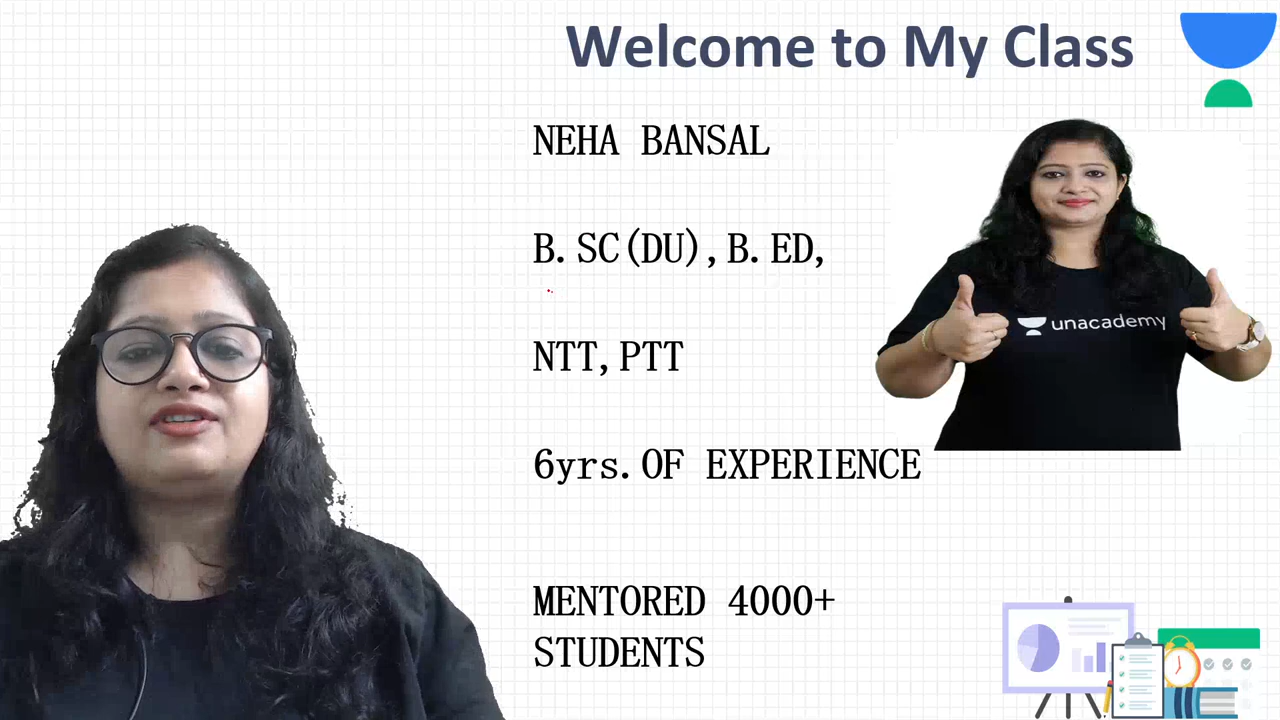 Welcome to My Class
NEHA BANSAL
B.SC(DU),B.ED,
unacademy
NTT,PTT
6yrs.OF EXPERIENCE
MENTORED 4000+
STUDENTS